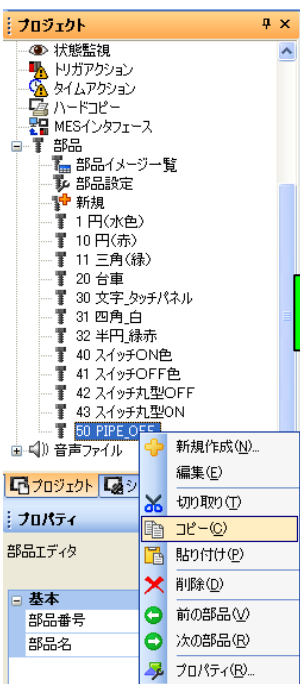 プロジェクト
状態監視
トリガアクション
タイムアクション
ハードコピー
MESインタフェース
部品
部品イメージ一覧
部品設定
新規
1 円(水色)
10 円(赤)
11 三角(緑)
20 台車
30 文字_タッチパネル
31 四角_白
32 半円_緑赤
40 スイッチON色
41 スイッチOFF色
42 スイッチ丸型OFF
43 スイッチ丸型ON
50 PIPE_OFF
音声ファイル
新規作成(N)...
編集(E)
切り取り(T)
コピー(C)
貼り付け(P)
削除(D)
前の部品(V)
次の部品(R)
プロパティ(R)...
プロジェクト
シ
プロパティ
部品エディタ
基本
部品番号
部品名